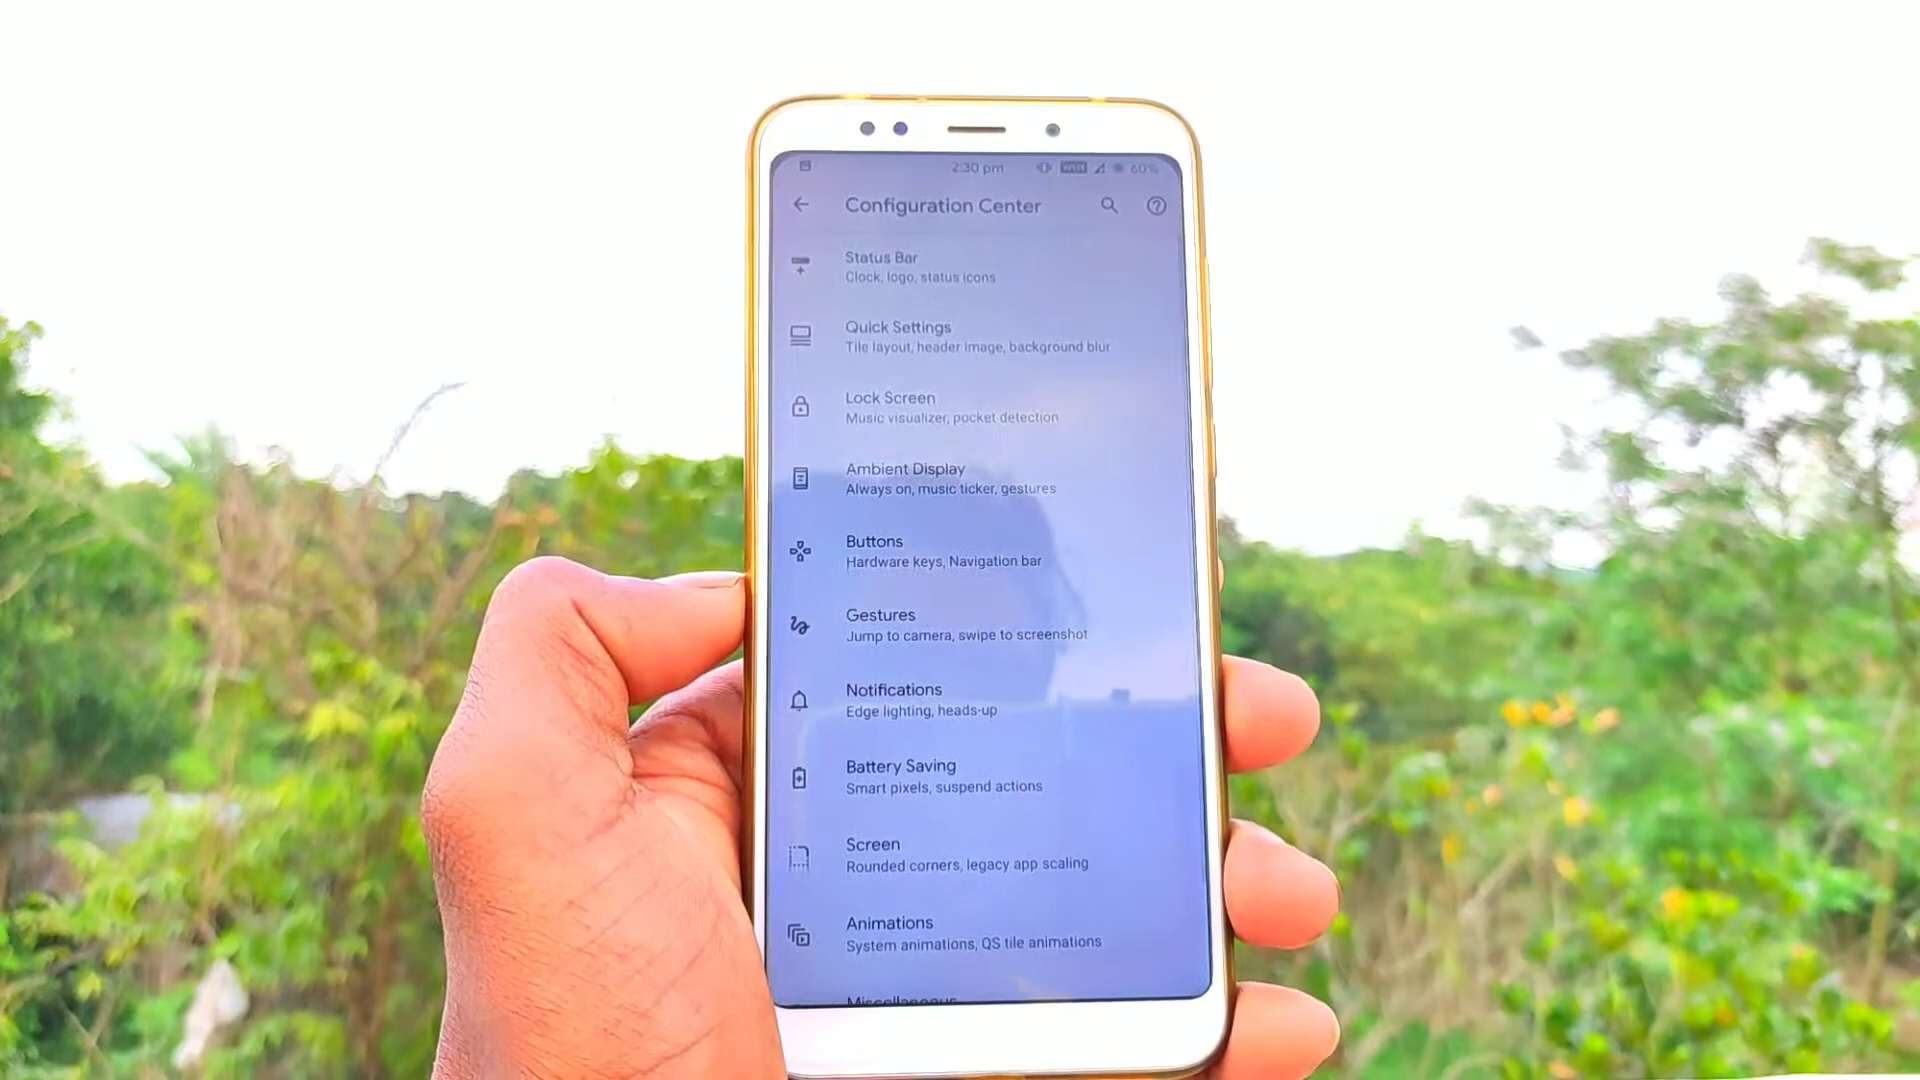 2:30 pm
60%
Configuration Center
Status Bar
Clock, logo, status icons
Quick Settings
Tile layout, header image, background blur
Lock Screen
Music visualizer, pocket detection
Ambient Display
Always on, music ticker, gestures
Buttons
Hardware keys, Navigation bar
Gestures
Jump to camera, swipe to screenshot
Notifications
Edge lighting, heads-up
Battery Saving
Smart pixels, suspend actions
Screen
Rounded corners, legacy app scaling
Animations
System animations, QS tile animations
Miscellaneous